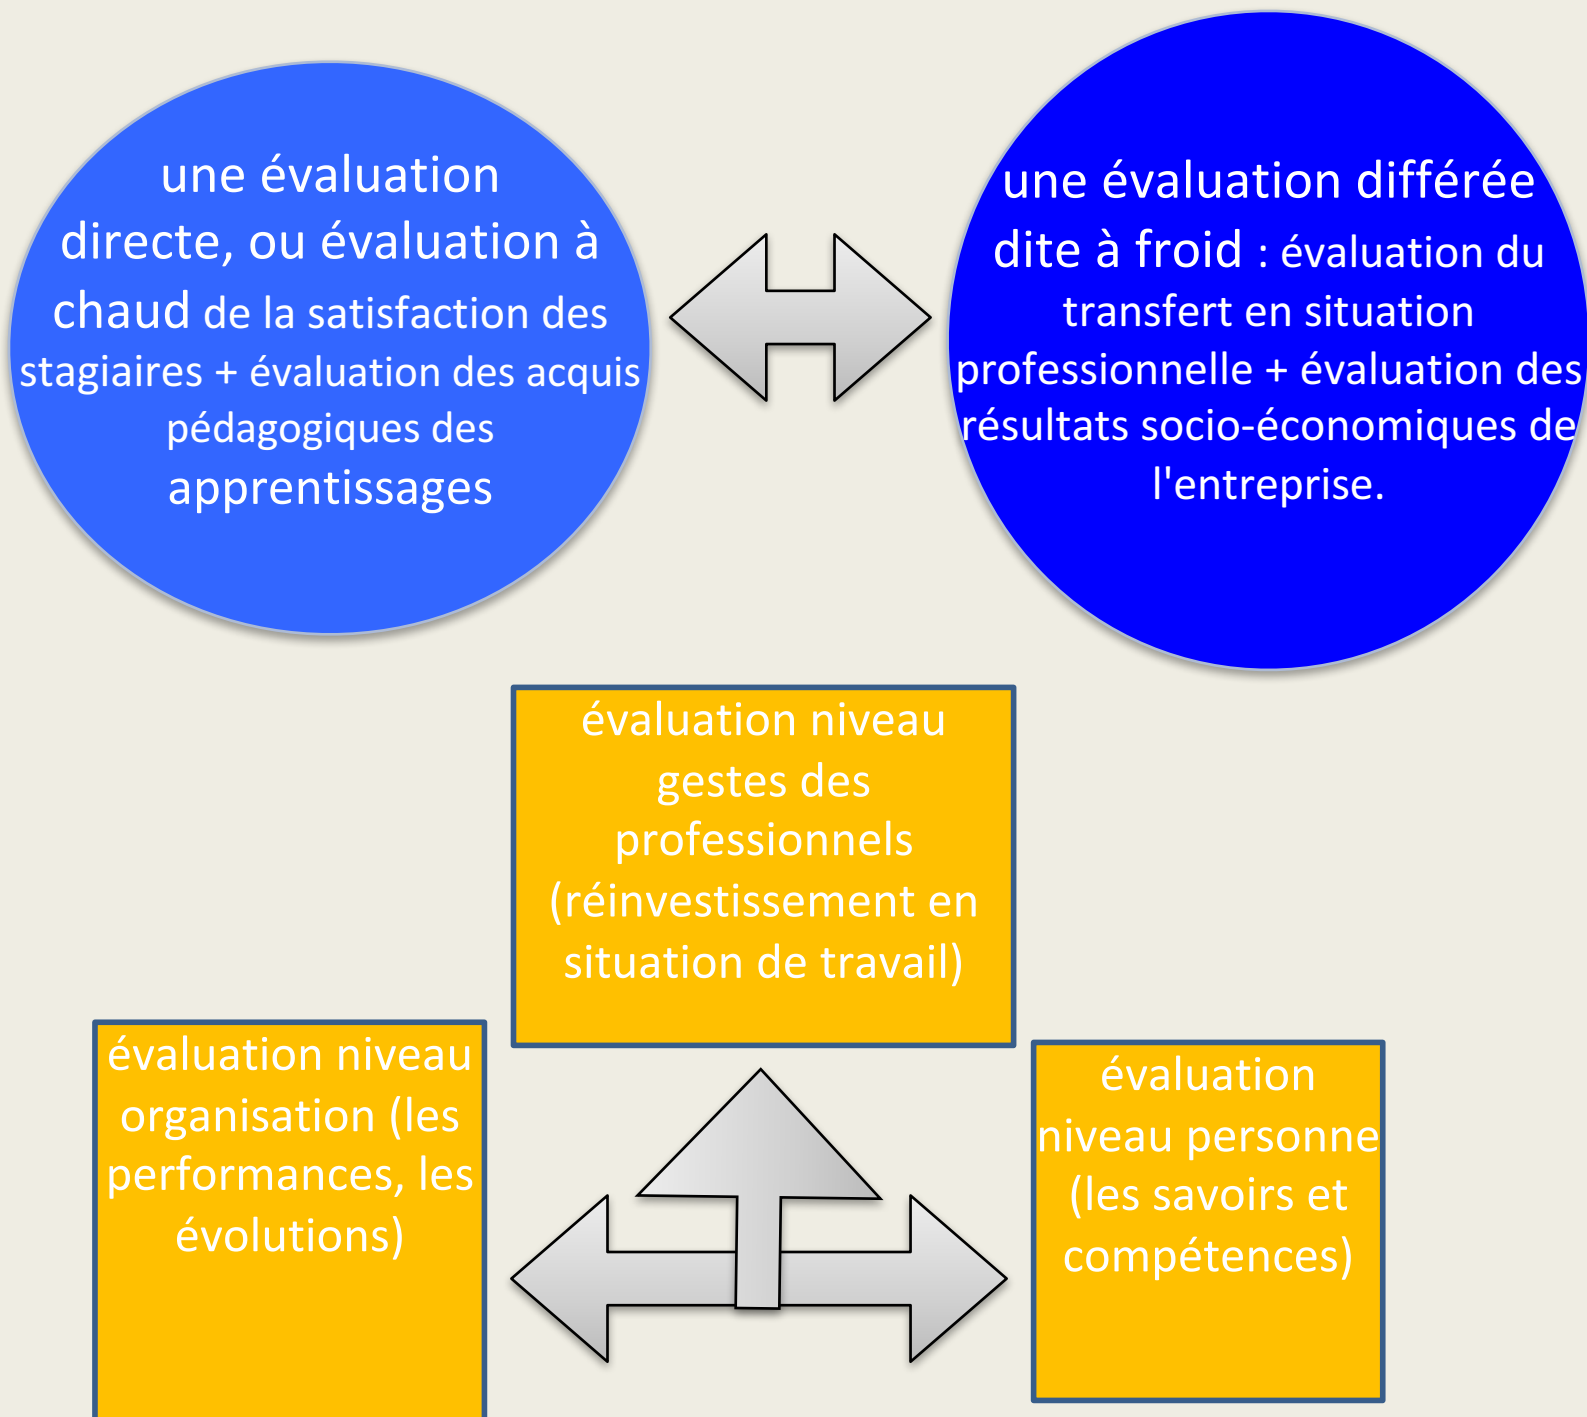 une évaluation
directe, ou évaluation à
chaud de la satisfaction des
stagiaires + évaluation des acquis
pédagogiques des
apprentissages
une évaluation différée
dite à froid : évaluation du
transfert en situation
professionnelle + évaluation des
résultats socio-économiques de
l'entreprise.
évaluation niveau
gestes des
professionnels
(réinvestissement en
situation de travail)
évaluation niveau
organisation (les
performances, les
évolutions)
évaluation
niveau personne
(les savoirs et
compétences)